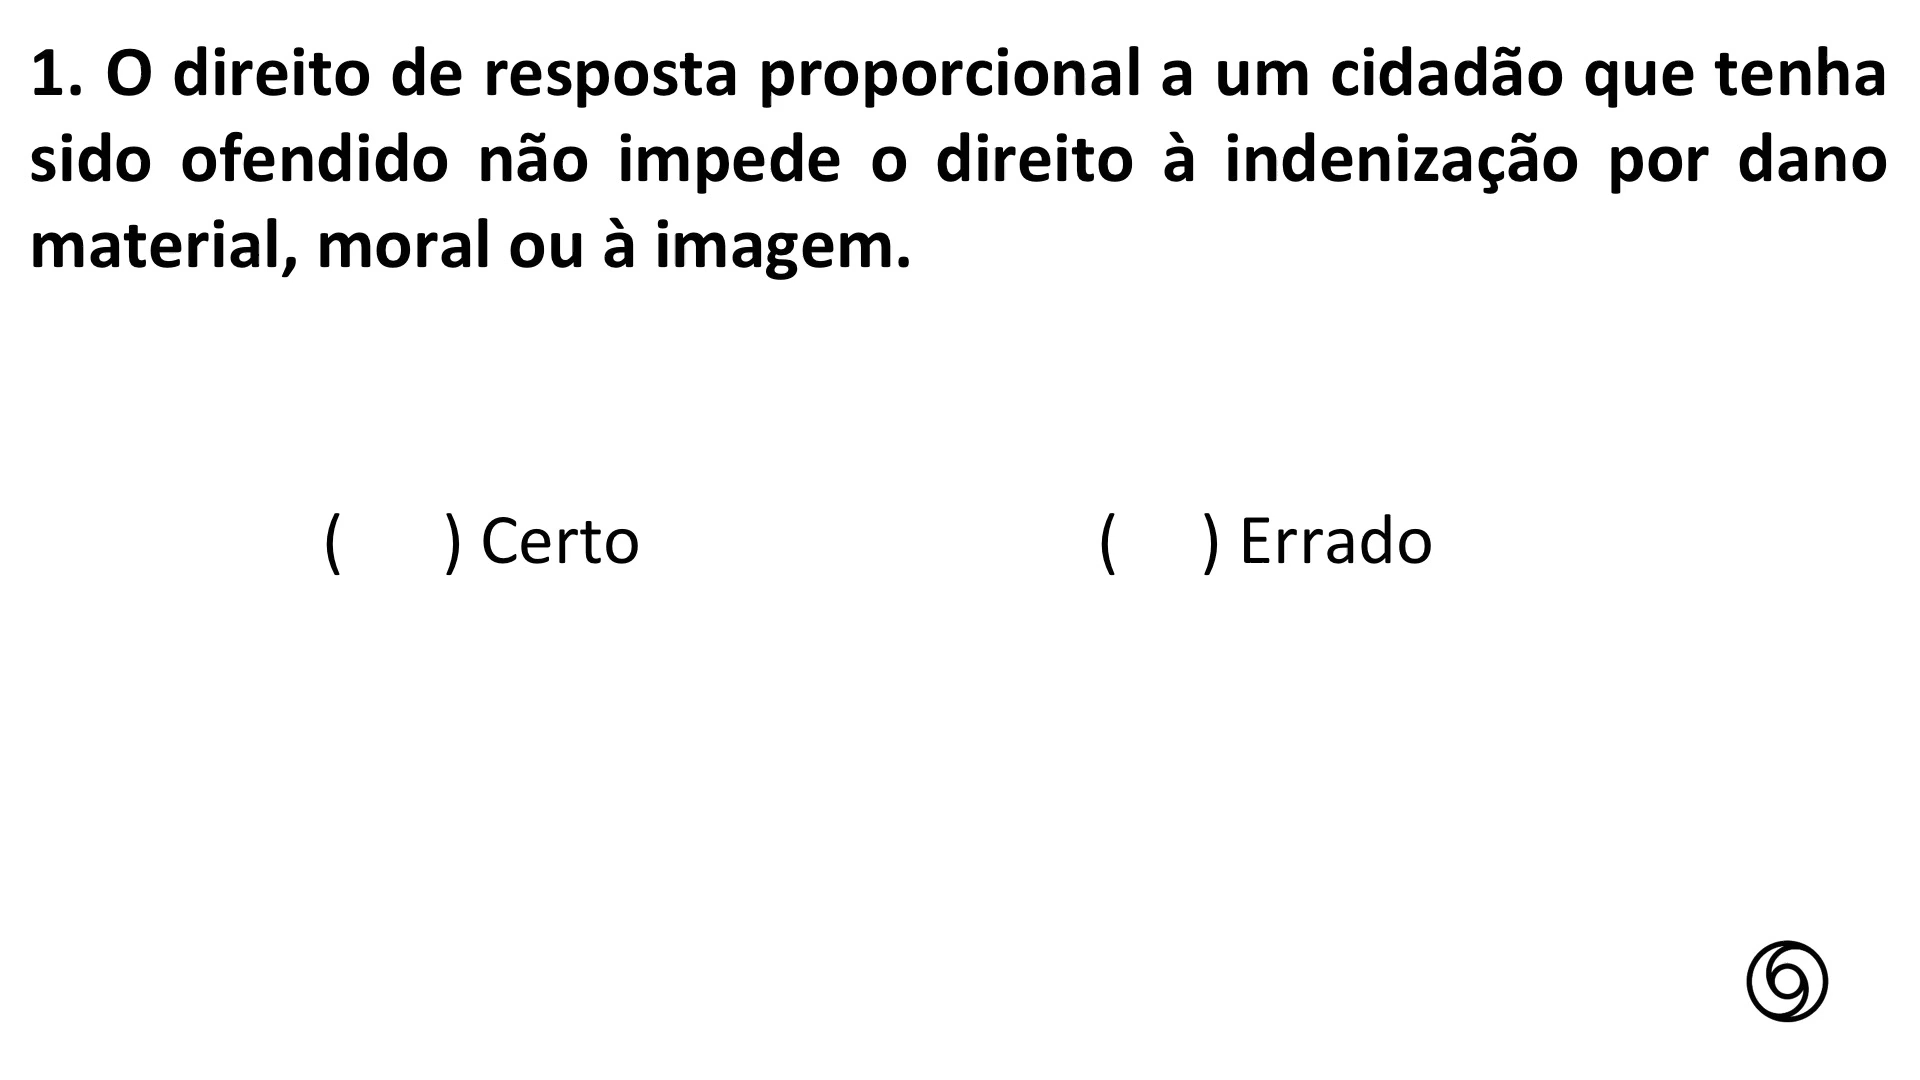 1. O direito de resposta proporcional a um cidadão que tenha
sido ofendido não impede o direito à indenização por dano
material, moral ou à imagem.
(     ) Certo (    ) Errado